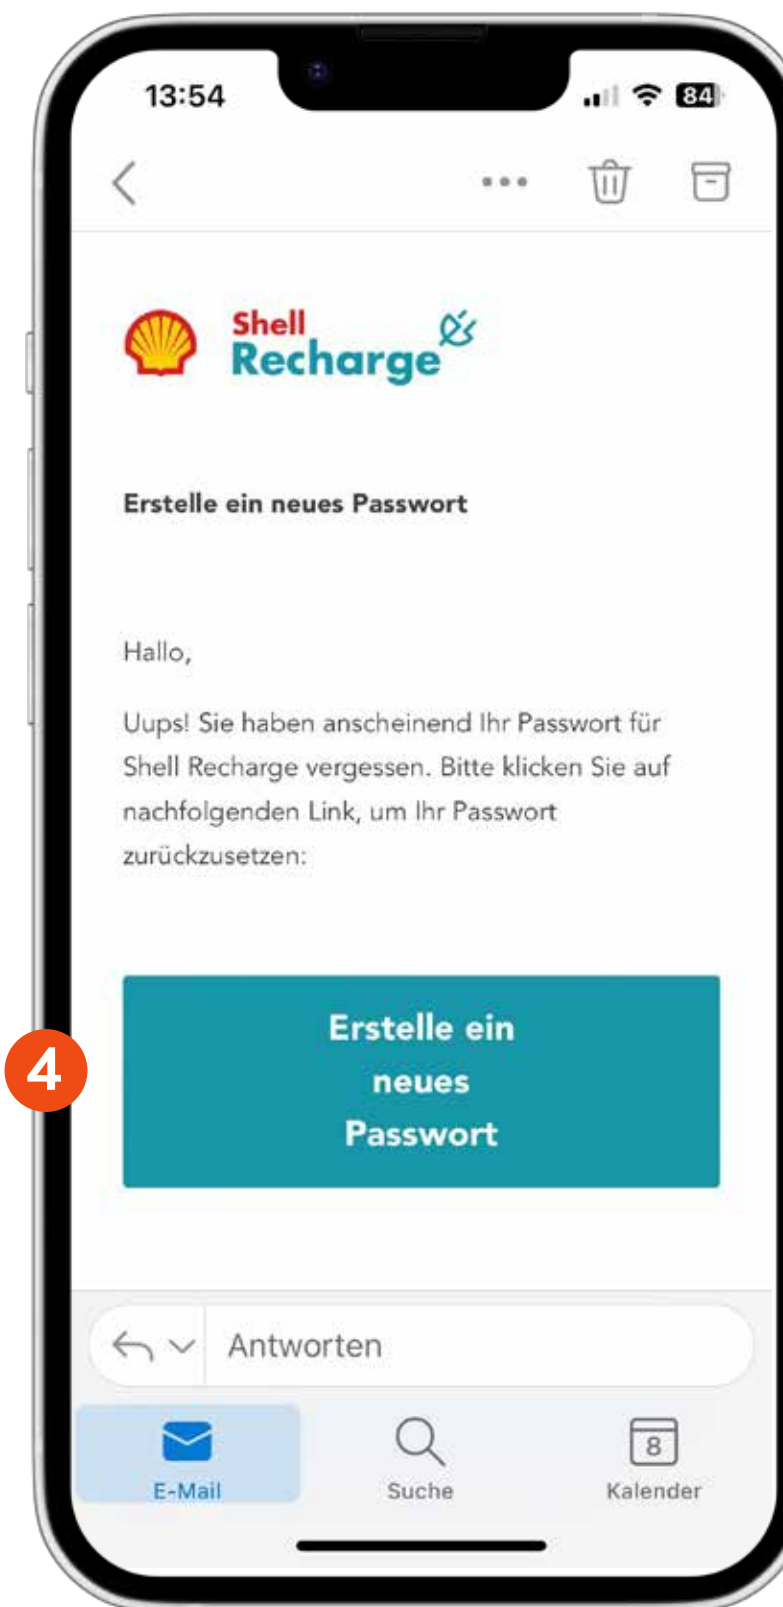 13:54
84
Shell
Recharge
Erstelle ein neues Passwort
Hallo,
Uups! Sie haben anscheinend Ihr Passwort für
Shell Recharge vergessen. Bitte klicken Sie auf
nachfolgenden Link, um Ihr Passwort
zurückzusetzen:
4
Erstelle ein
neues
Passwort
Antworten
8
E-Mail
Suche
Kalender